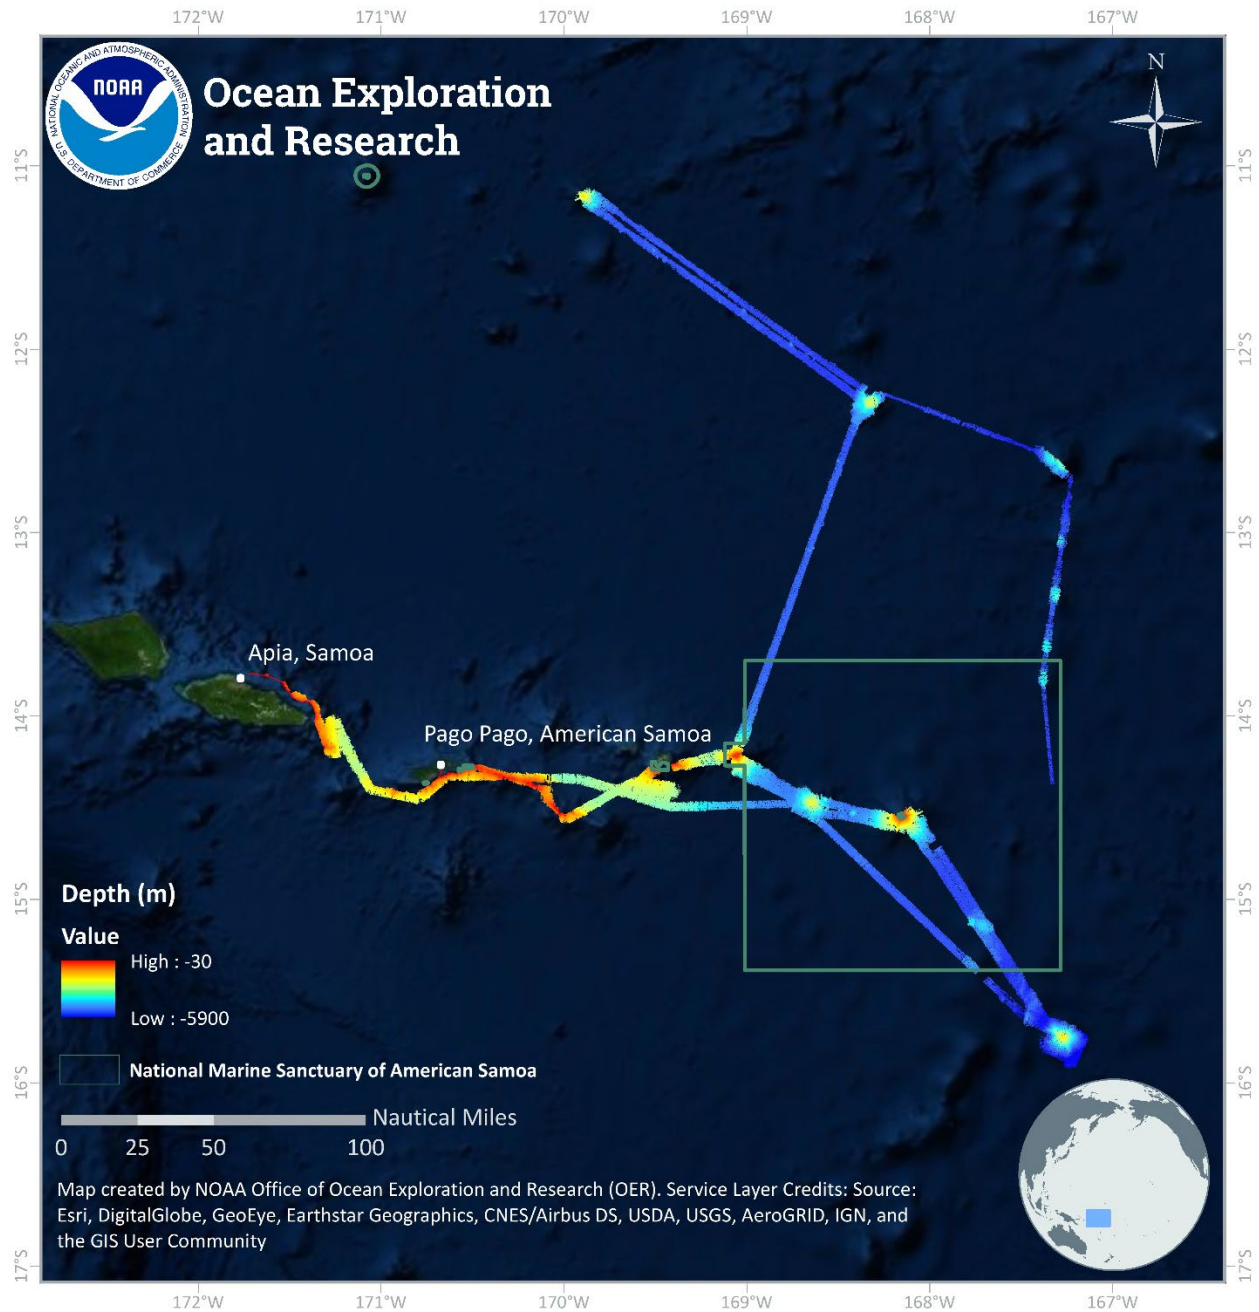 172°W
171°W
170°W
169°W
168°W
167°W
NATIONAL OCEANIC AND ATMOSPHERIC ADMINISTRATION
NOAA
U.S. DEPARTMENT OF COMMERCE
Ocean Exploration
and Research
N
11°S
11°S
12°S
12°S
13°S
13°S
Apia, Samoa
14°S
14°S
Pago Pago, American Samoa
Depth (m)
15°S
15°S
Value
High : -30
Low : -5900
National Marine Sanctuary of American Samoa
16°S
16°S
Nautical Miles
0 25 50 100
Map created by NOAA Office of Ocean Exploration and Research (OER). Service Layer Credits: Source:
Esri, DigitalGlobe, GeoEye, Earthstar Geographics, CNES/Airbus DS, USDA, USGS, AeroGRID, IGN, and
the GIS User Community
17°S
17°S
172°W
171°W
170°W
169°W
168°W
167°W